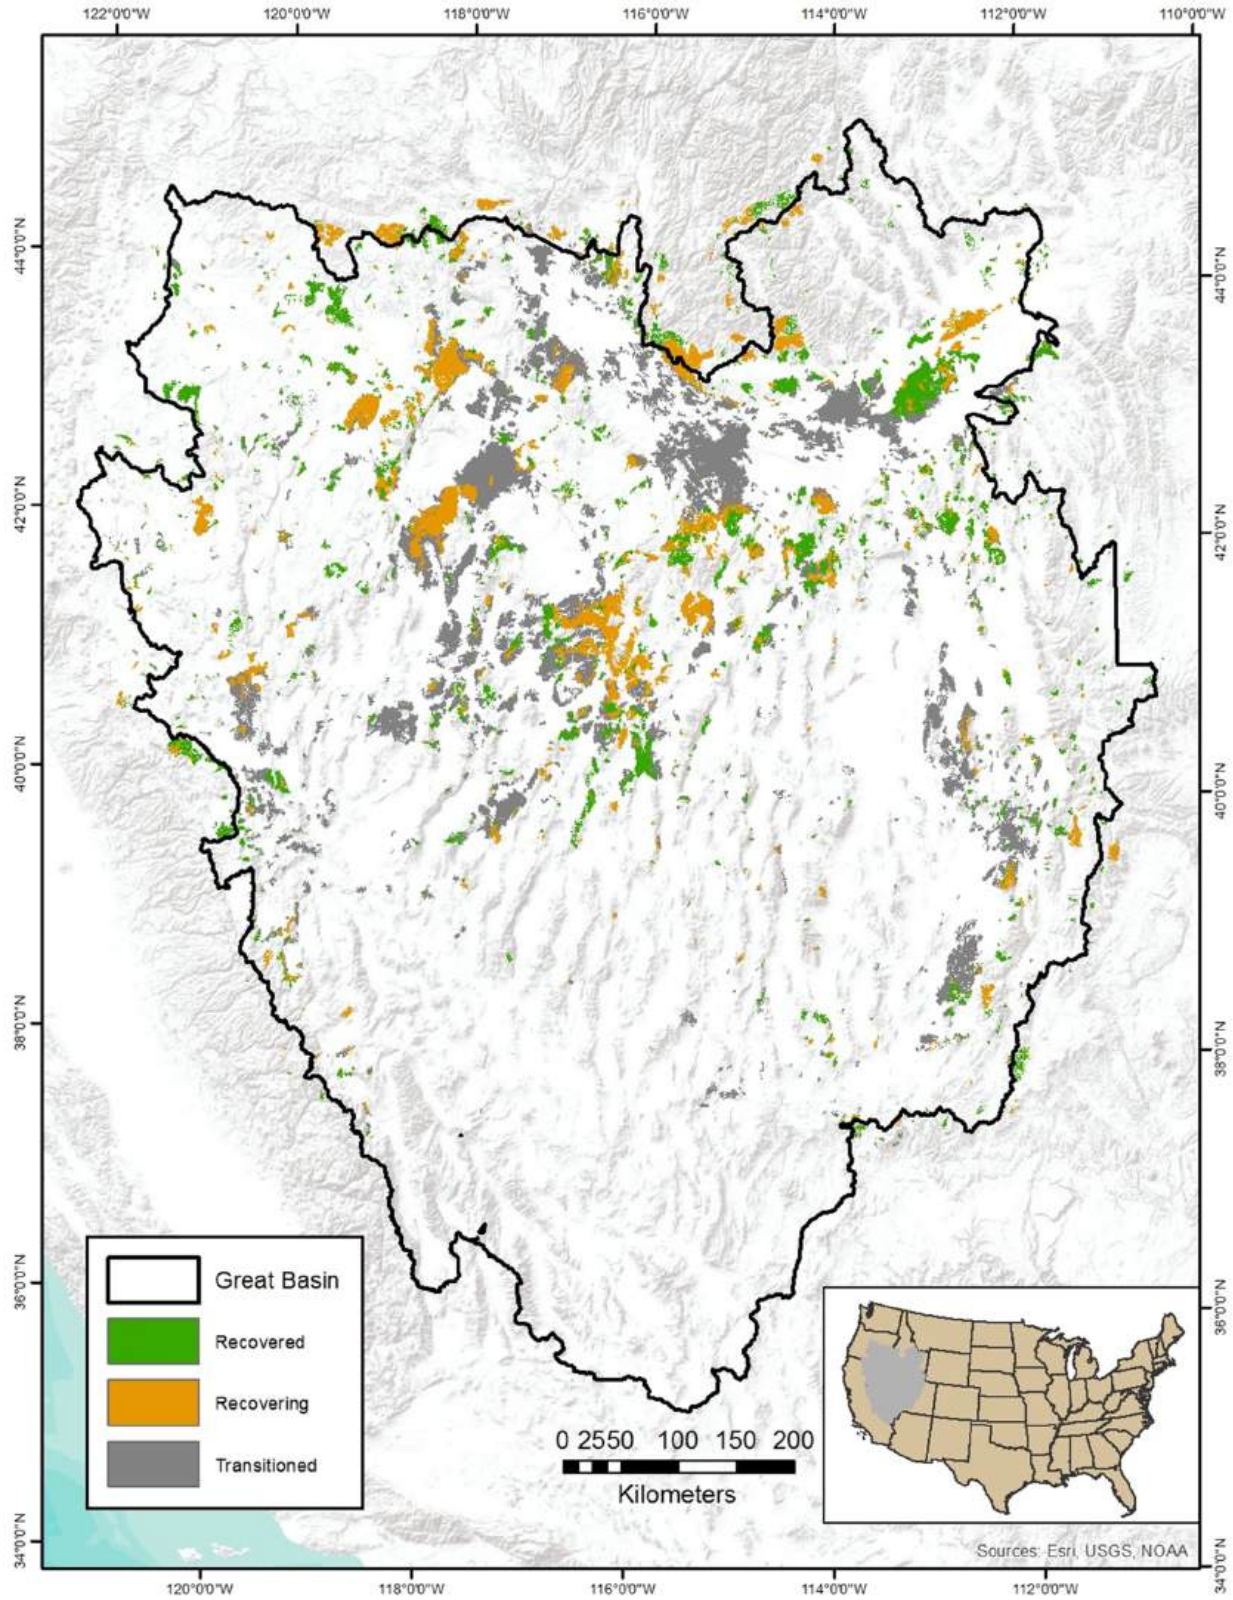 122°0'0"W 120°0'0"W 118°0'0"W 116°0'0"W 114°0'0"W 112°0'0"W 110°0'0"W
44°0'0"N
42°0'0"N
40°0'0"N
38°0'0"N
36°0'0"N
34°0'0"N
44°0'0"N
42°0'0"N
40°0'0"N
38°0'0"N
36°0'0"N
34°0'0"N
Great Basin
Recovered
Recovering
Transitioned
0 2550 100 150 200
Kilometers
Sources: Esri, USGS, NOAA
120°0'0"W 118°0'0"W 116°0'0"W 114°0'0"W 112°0'0"W